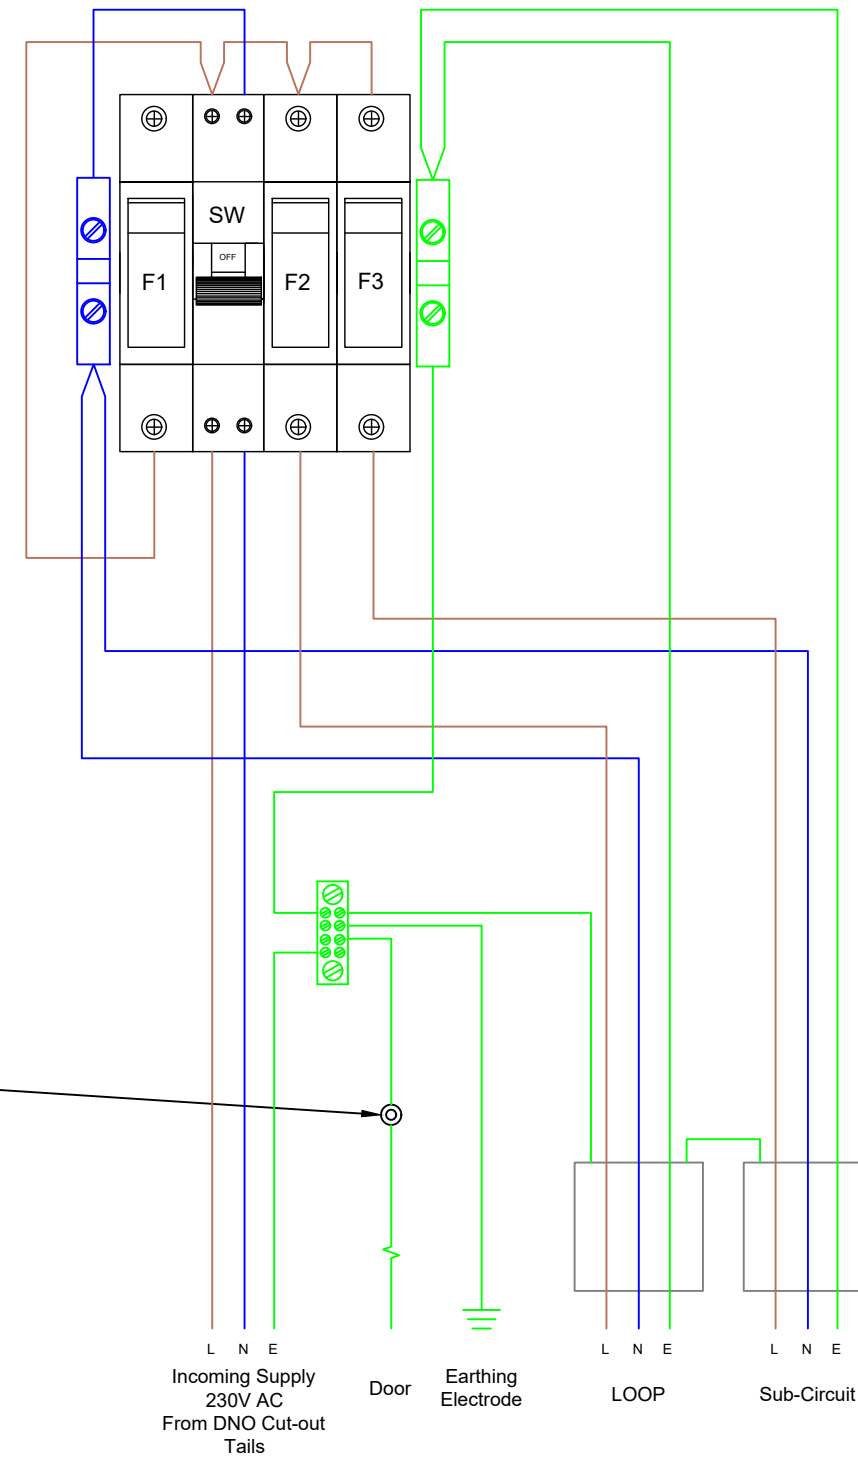 SW
OFF
F1
F2
F3
L N E
L N E
L N E
Incoming Supply
230V AC
From DNO Cut-out
Tails
Door
Earthing
Electrode
LOOP
Sub-Circuit